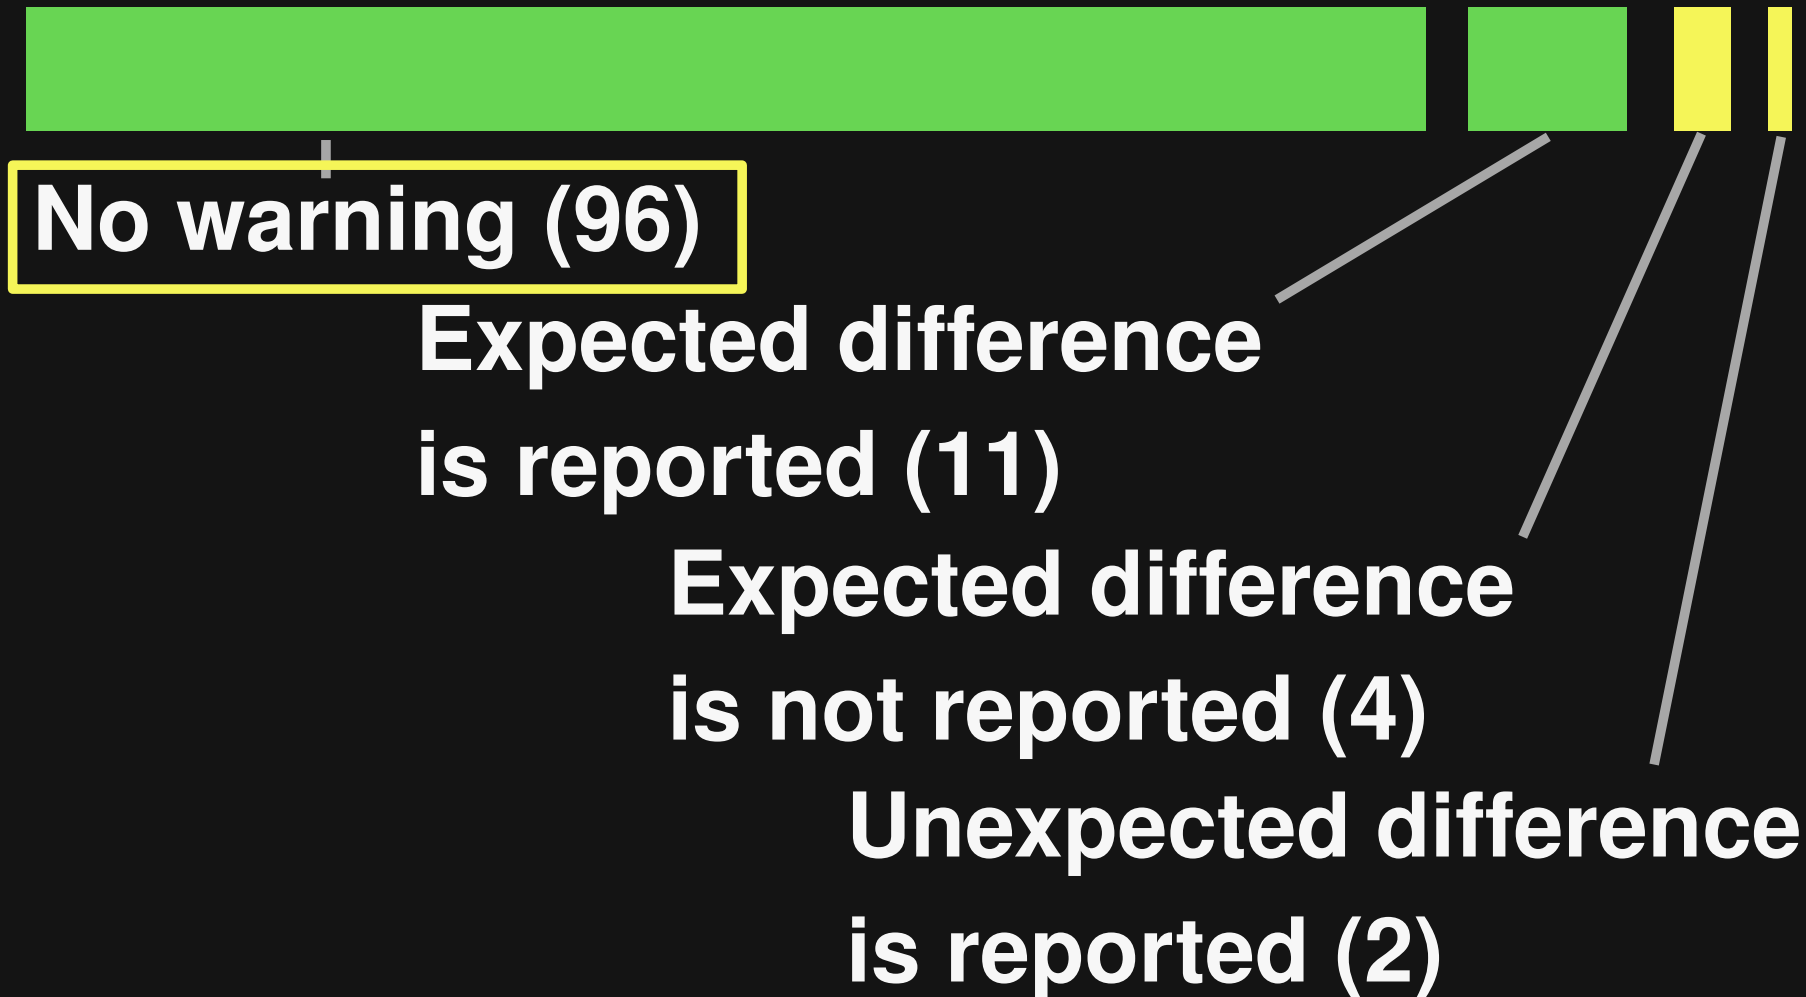 No warning (96)
Expected difference
is reported (11)
Expected difference
is not reported (4)
Unexpected difference
is reported (2)